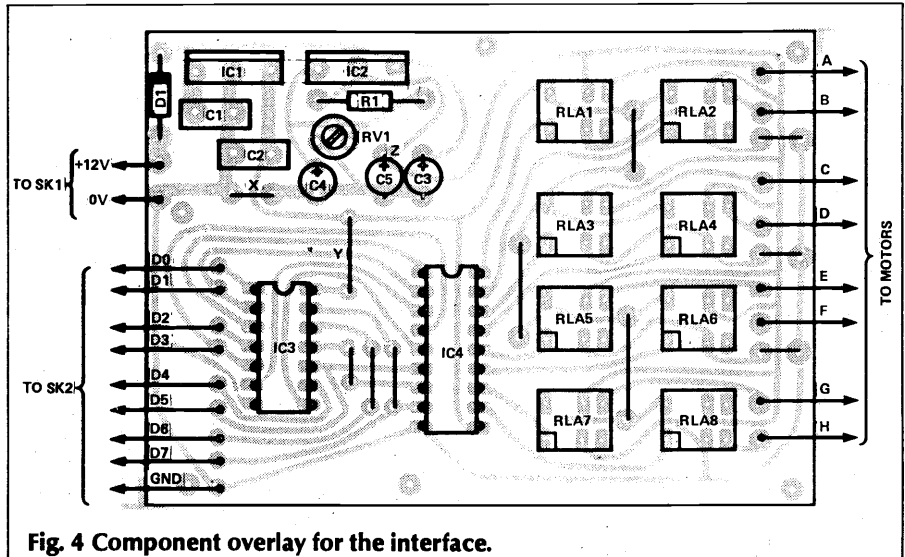 IC1
IC2
D1
C1
R1
RV1
C2
Z
C4
C5
C3
X
+12V
TO SK1
0V
Y
D0
D1
D2
D3
D4
D5
D6
D7
GND
TO SK2
IC3
IC4
RLA1
RLA2
RLA3
RLA4
RLA5
RLA6
RLA7
RLA8
A
B
C
D
E
F
G
H
TO MOTORS
Fig. 4 Component overlay for the interface.